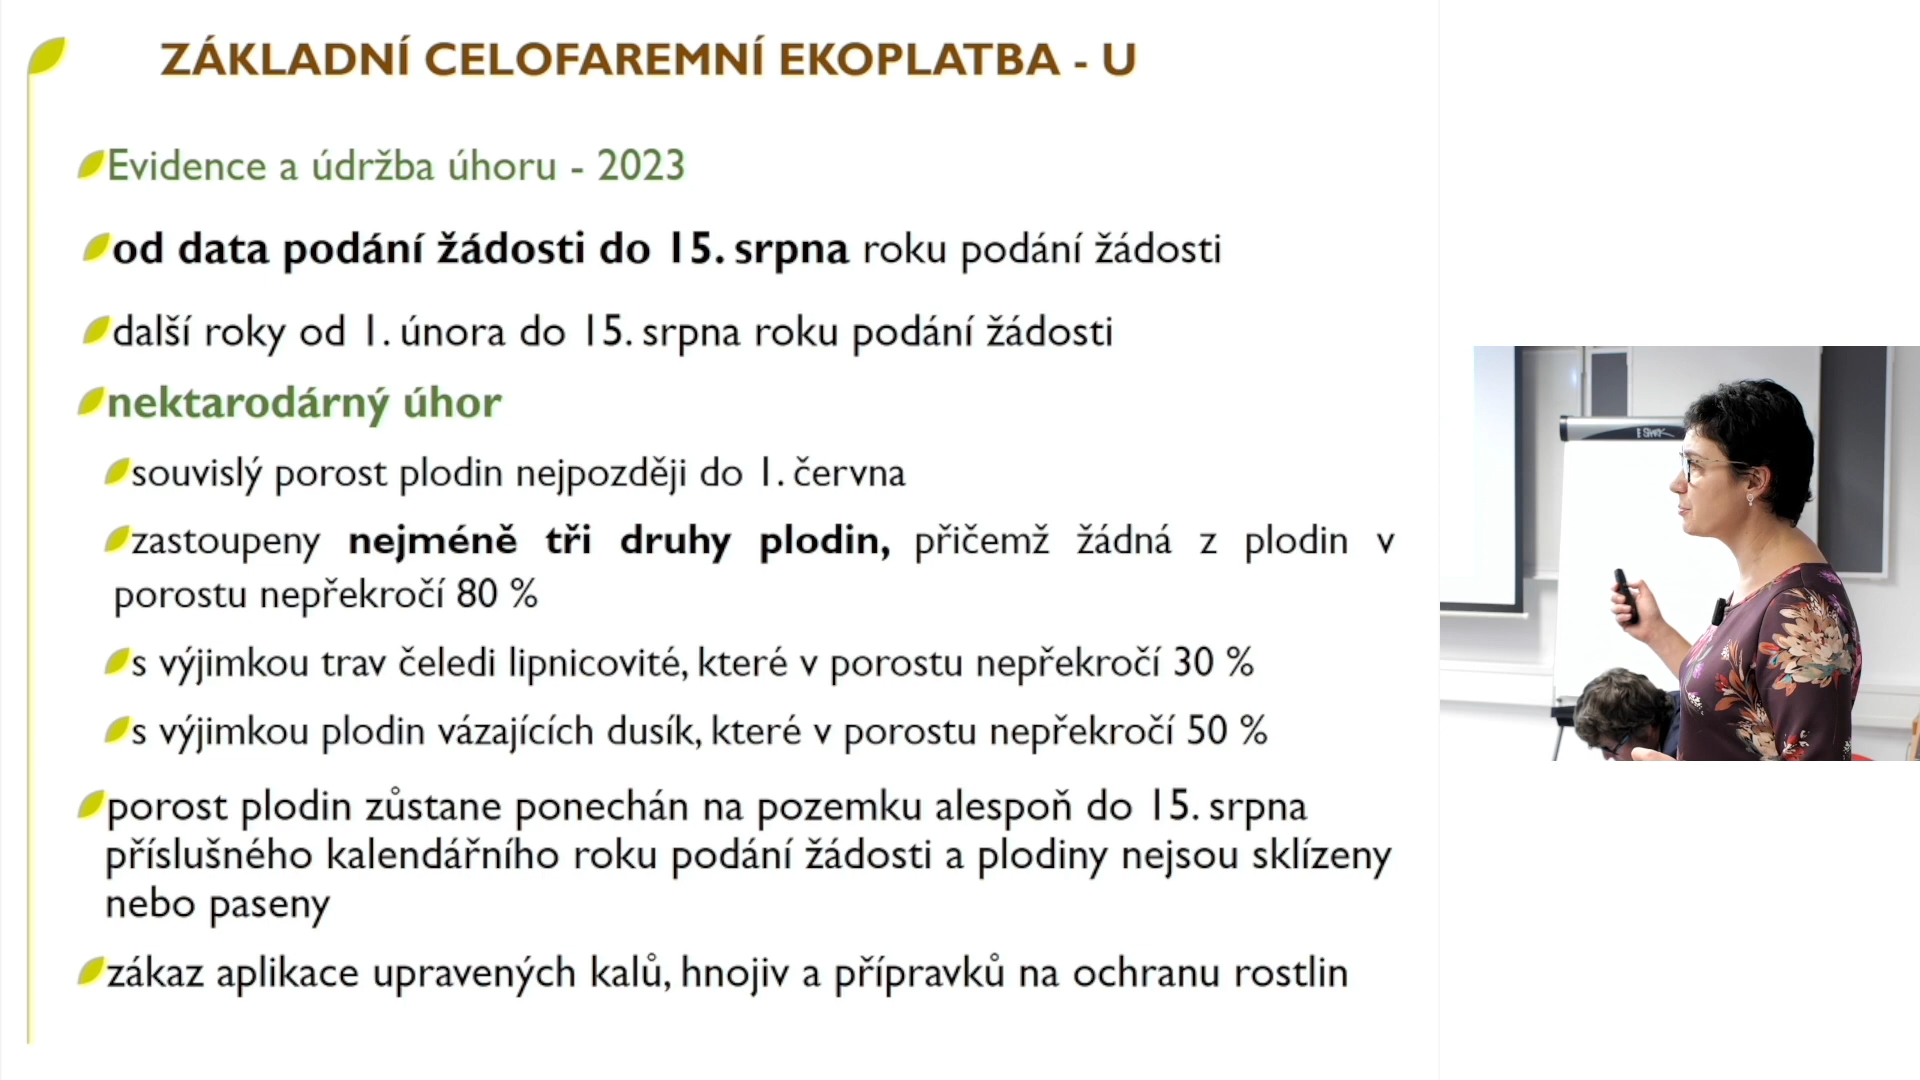 ZÁKLADNÍ CELOFAREMNÍ EKOPLATBA - U
Evidence a údržba úhoru - 2023
od data podání žádosti do 15. srpna roku podání žádosti
další roky od 1. února do 15. srpna roku podání žádosti
nektarodárný úhor
souvislý porost plodin nejpozději do 1. června
zastoupeny nejméně tři druhy plodin, přičemž žádná z plodin v
porostu nepřekročí 80 %
s výjimkou trav čeledi lipnicovité, které v porostu nepřekročí 30 %
s výjimkou plodin vázajících dusík, které v porostu nepřekročí 50 %
porost plodin zůstane ponechán na pozemku alespoň do 15. srpna
příslušného kalendářního roku podání žádosti a plodiny nejsou sklízeny
nebo paseny
zákaz aplikace upravených kalů, hnojiv a přípravků na ochranu rostlin